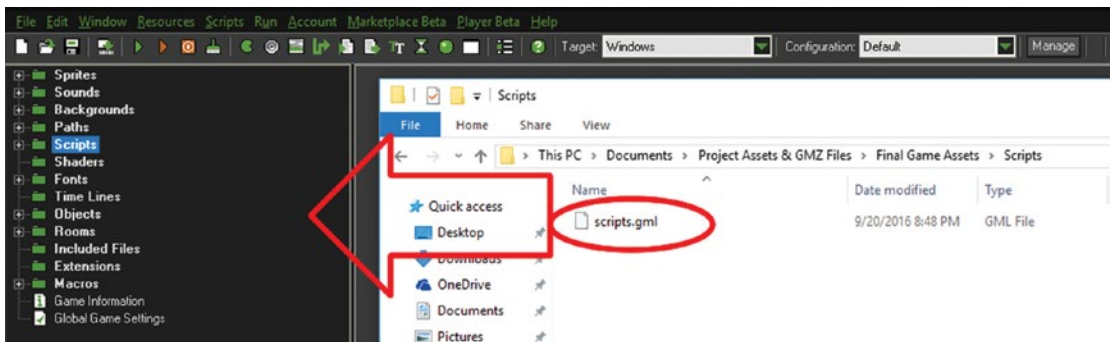 File Edit Window Resources Scripts Run Account Marketplace Beta Player Beta Help
Target: Windows Configuration: Default Manage
Sprites
Sounds
Backgrounds
Paths
Scripts
Shaders
Fonts
Time Lines
Objects
Rooms
Included Files
Extensions
Macros
Game Information
Global Game Settings
Scripts
File Home Share View
This PC > Documents > Project Assets & GMZ Files > Final Game Assets > Scripts
Name Date modified Type
Quick access
scripts.gml 9/20/2016 8:48 PM GML File
Desktop
Downloads
OneDrive
Documents
Pictures